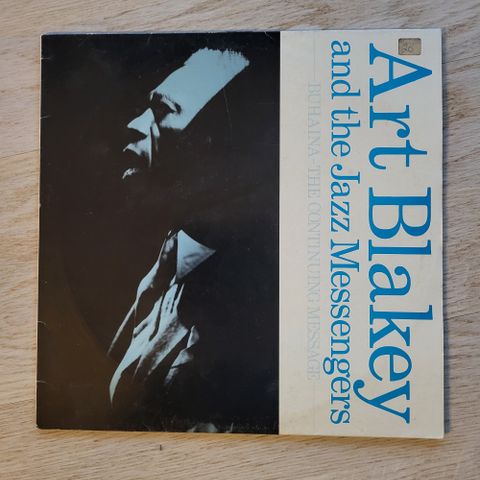 Art Blakey
and the Jazz Messengers
BUHAINA-THE CONTINUING MESSAGE